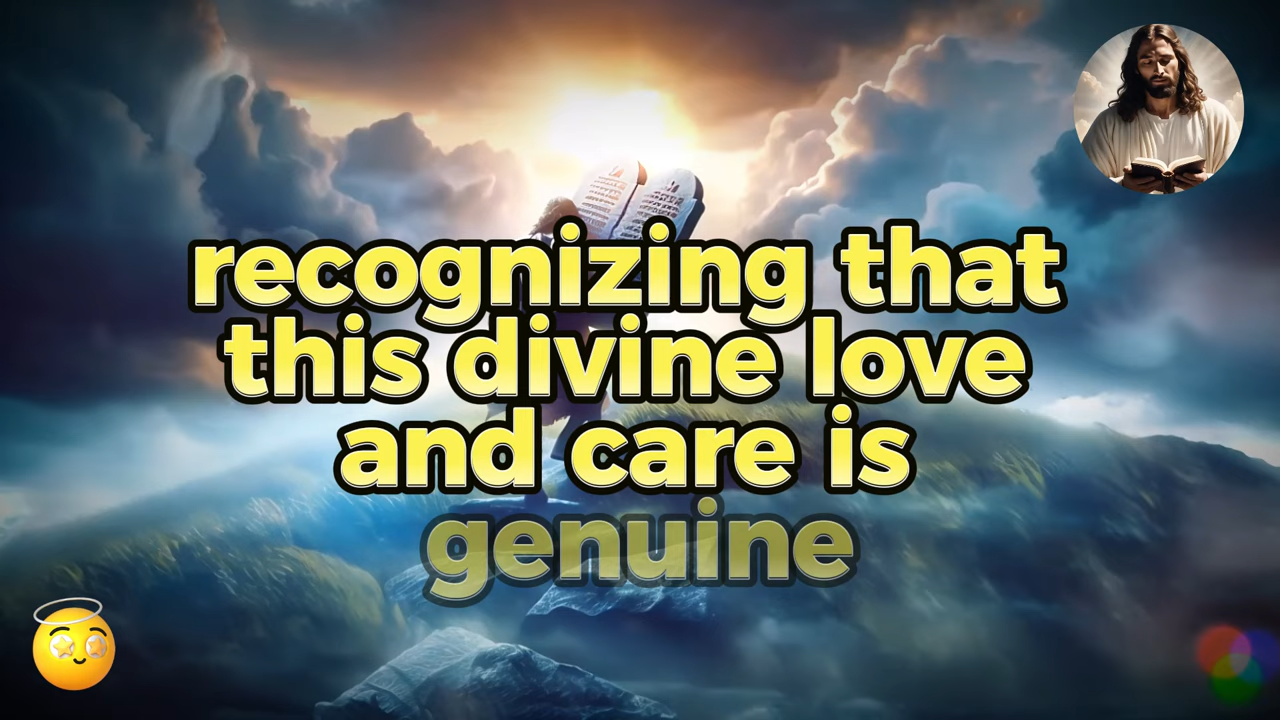 recognizing that
this divine love
and care is
genuine